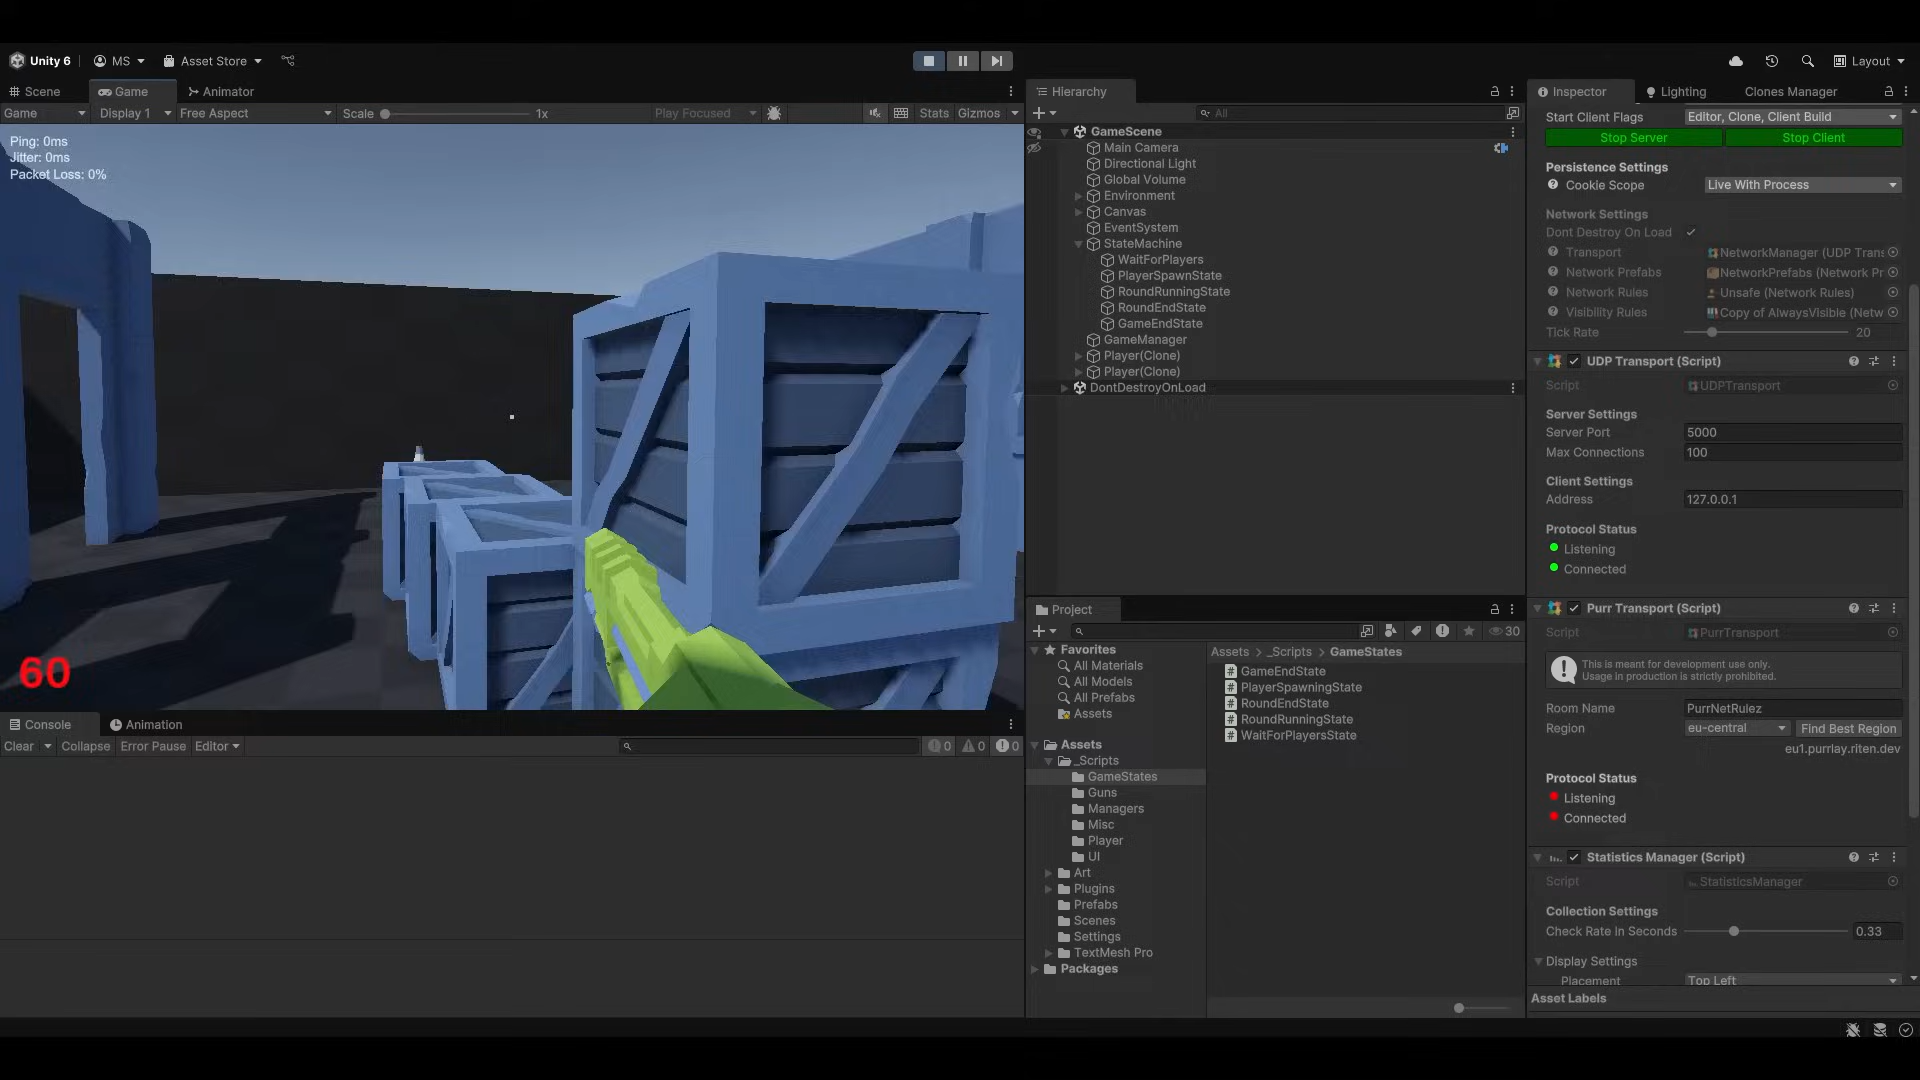 Unity 6 MS Asset Store Layout
Scene Game Animator
Game Display 1 Free Aspect Scale 1x Play Focused Stats Gizmos
Ping: 0ms
Jitter: 0ms
Packet Loss: 0%
60
Console Animation
Clear Collapse Error Pause Editor 0 0 0
Hierarchy
All
GameScene
Main Camera
Directional Light
Global Volume
Environment
Canvas
EventSystem
StateMachine
WaitForPlayers
PlayerSpawnState
RoundRunningState
RoundEndState
GameEndState
GameManager
Player(Clone)
Player(Clone)
DontDestroyOnLoad
Project
30
Favorites
All Materials
All Models
All Prefabs
Assets
Assets
_Scripts
GameStates
Guns
Managers
Misc
Player
UI
Art
Plugins
Prefabs
Scenes
Settings
TextMesh Pro
Packages
Assets > _Scripts > GameStates
GameEndState
PlayerSpawningState
RoundEndState
RoundRunningState
WaitForPlayersState
Inspector Lighting Clones Manager
Start Client Flags Editor, Clone, Client Build
Stop Server Stop Client
Persistence Settings
Cookie Scope Live With Process
Network Settings
Dont Destroy On Load
Transport NetworkManager (UDP Trans
Network Prefabs NetworkPrefabs (Network Pr
Network Rules Unsafe (Network Rules)
Visibility Rules Copy of AlwaysVisible (Netw
Tick Rate 20
UDP Transport (Script)
Script UDPTransport
Server Settings
Server Port 5000
Max Connections 100
Client Settings
Address 127.0.0.1
Protocol Status
Listening
Connected
Purr Transport (Script)
Script PurrTransport
This is meant for development use only.
Usage in production is strictly prohibited.
Room Name PurrNetRulez
Region eu-central Find Best Region
eu1.purrlay.riten.dev
Protocol Status
Listening
Connected
Statistics Manager (Script)
Script StatisticsManager
Collection Settings
Check Rate In Seconds 0.33
Display Settings
Placement Top Left
Asset Labels